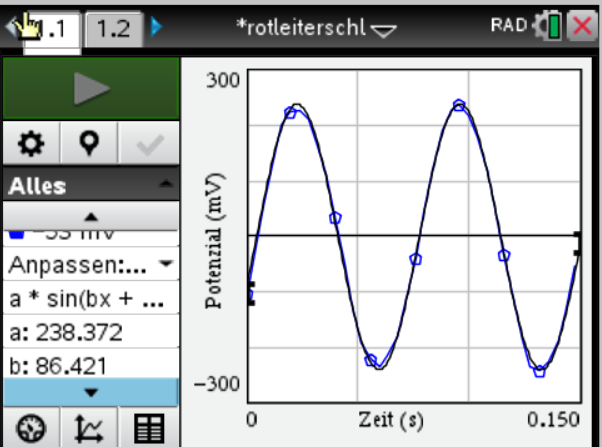 1.1 1.2 *rotleiterschl RAD
Alles
-53 mV
Anpassen:...
a * sin(bx + ...
a: 238.372
b: 86.421
300
Potenzial (mV)
-300
0 Zeit (s) 0.150